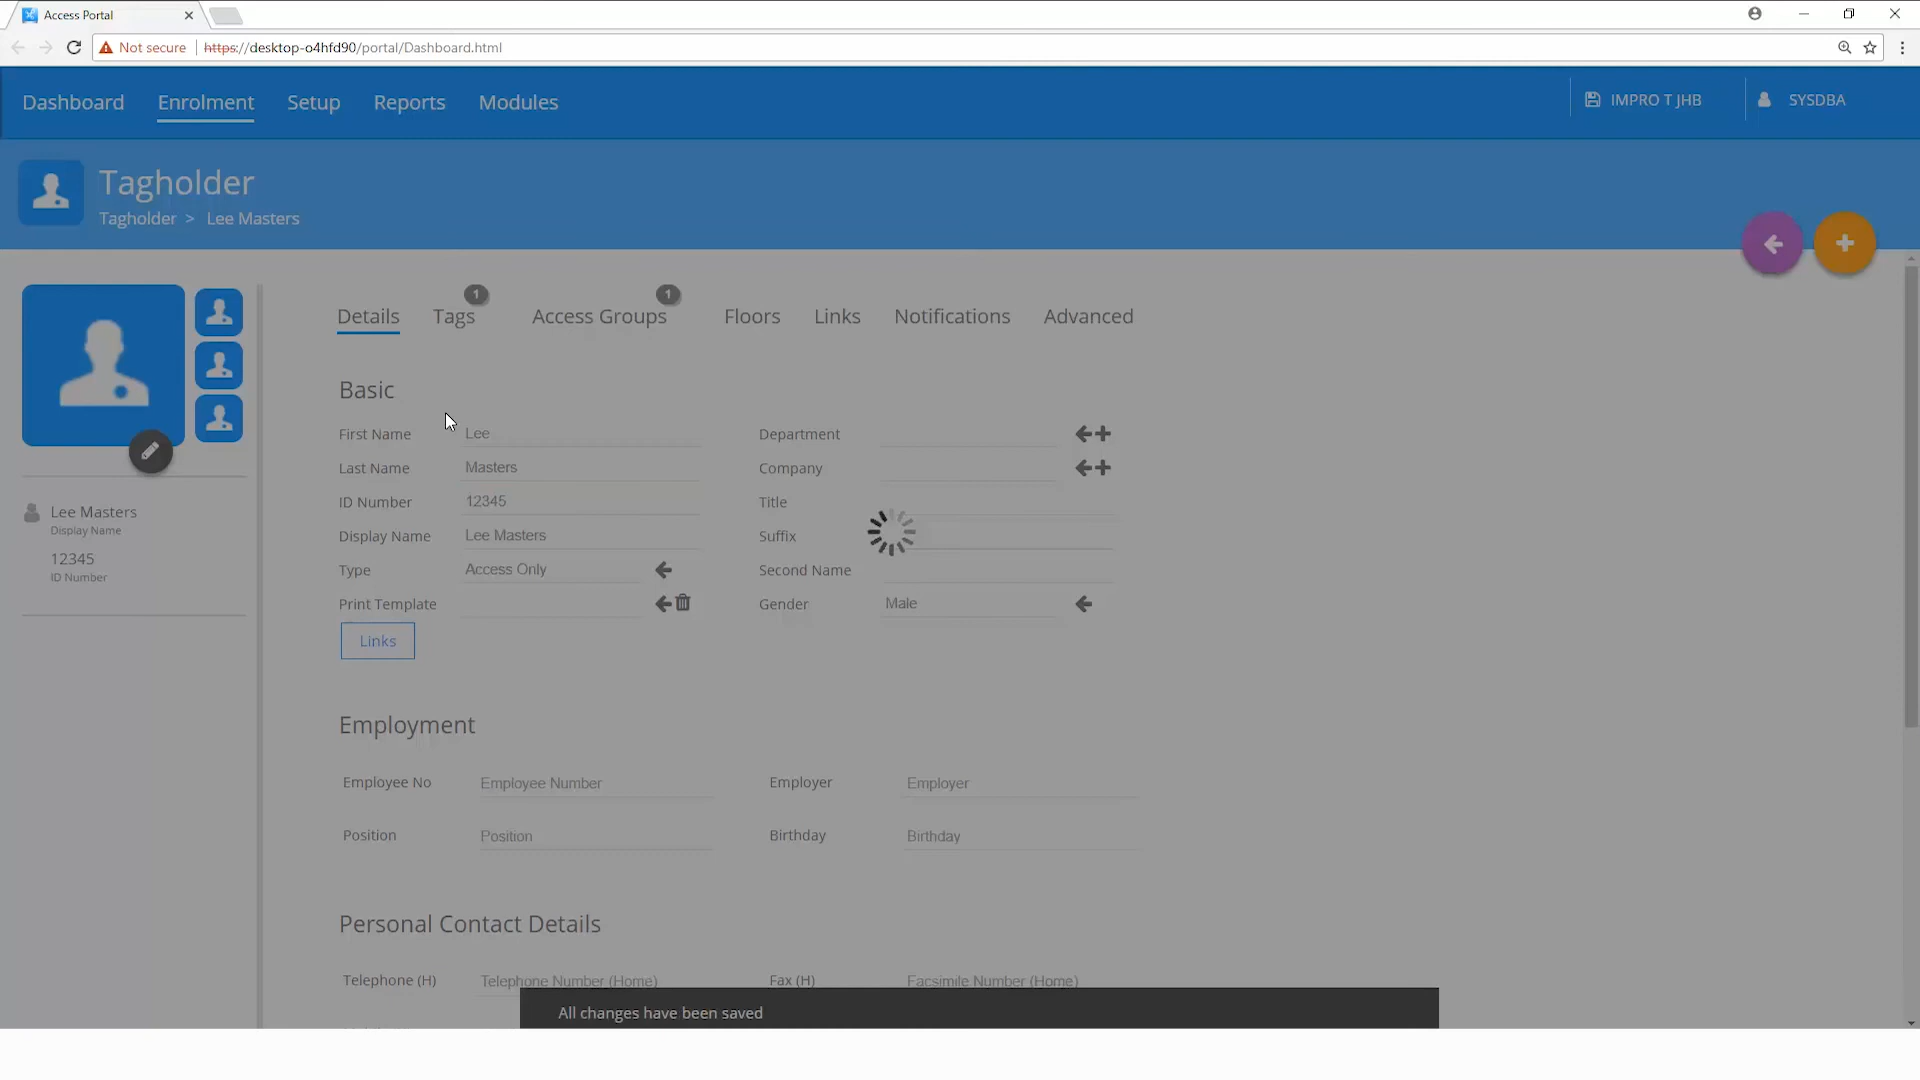 Access Portal
Not secure https://desktop-o4hfd90/portal/Dashboard.html
Dashboard Enrolment Setup Reports Modules IMPRO T JHB SYSDBA
Tagholder
Tagholder > Lee Masters
1 1
Details Tags Access Groups Floors Links Notifications Advanced
Basic
First Name Lee Department
Last Name Masters Company
ID Number 12345 Title
Display Name Lee Masters Suffix
Type Access Only Second Name
Print Template Gender Male
Links
Lee Masters
Display Name
12345
ID Number
Employment
Employee No Employee Number Employer Employer
Position Position Birthday Birthday
Personal Contact Details
Telephone (H) Telephone Number (Home) Fax (H) Facsimile Number (Home)
All changes have been saved